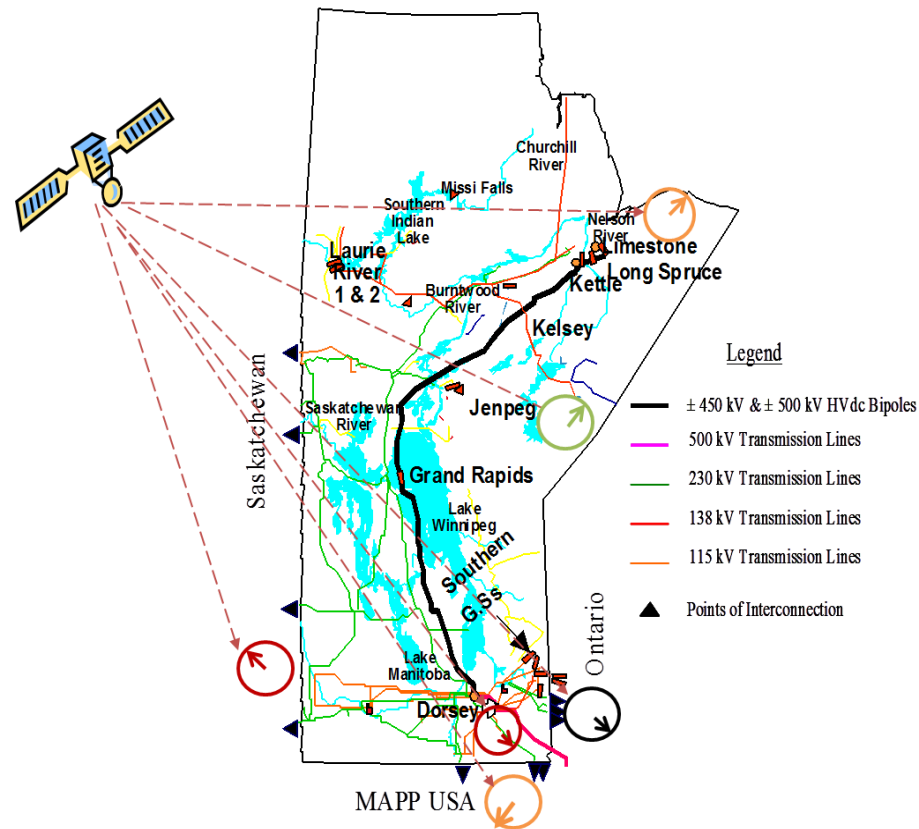 Churchill
River
Missi Falls
Southern
Indian
Lake
Nelson
River
Limestone
Laurie
River
1 & 2
Long Spruce
Kettle
Burntwood
River
Kelsey
Legend
± 450 kV & ± 500 kV HVdc Bipoles
500 kV Transmission Lines
230 kV Transmission Lines
138 kV Transmission Lines
115 kV Transmission Lines
Points of Interconnection
Saskatchewan
Jenpeg
Saskatchewan
River
Grand Rapids
Lake
Winnipeg
Southern
G.Ss
Ontario
Lake
Manitoba
Dorsey
MAPP USA